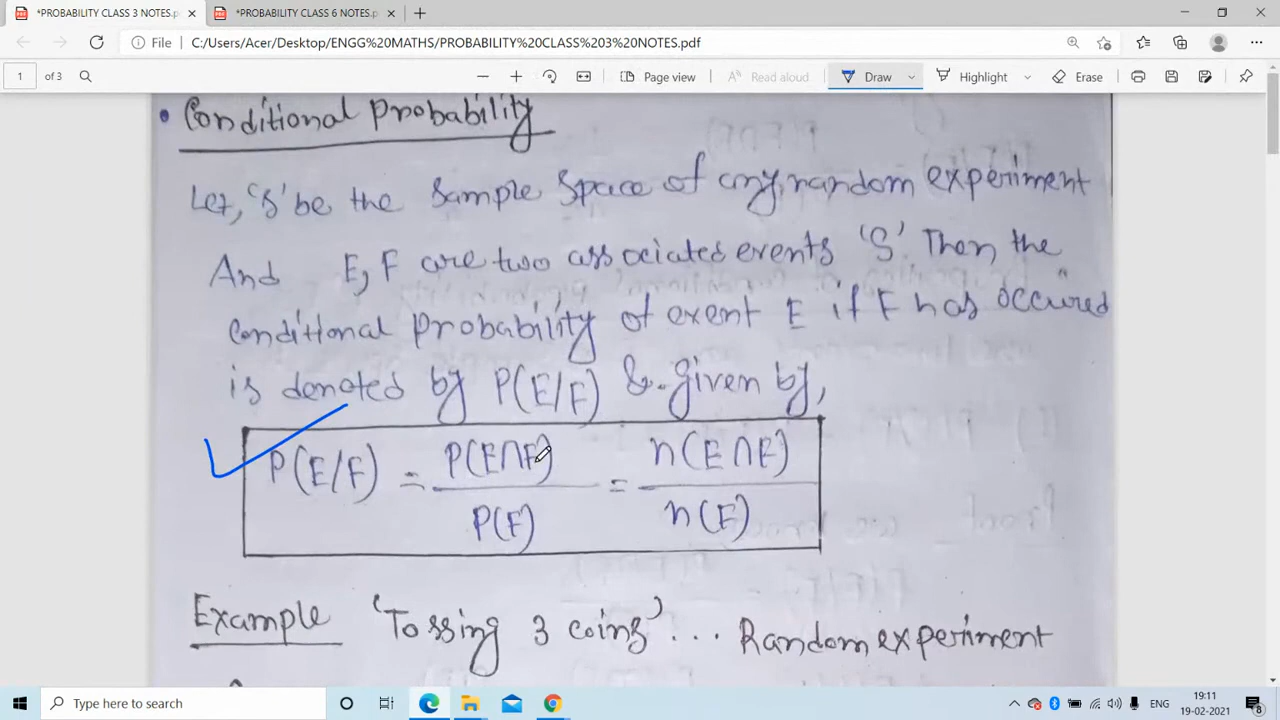 *PROBABILITY CLASS 3 NOTES.p
*PROBABILITY CLASS 6 NOTES.p
File
C:/Users/Acer/Desktop/ENGG%20MATHS/PROBABILITY%20CLASS%203%20NOTES.pdf
1 of 3
Page view
Read aloud
Draw
Highlight
Erase
• Conditional Probability
Let, 'S' be the Sample Space of any random experiment
And E, F are two associated events 'S'. Then the
Conditional Probability of exent E if F has occured
is denoted by P(E/F) & given by,
P(E/F) = P(E∩F) / P(F) = n(E∩F) / n(F)
Example 'Tossing 3 coins' ... Random experiment
Type here to search
ENG
19:11
19-02-2021
8